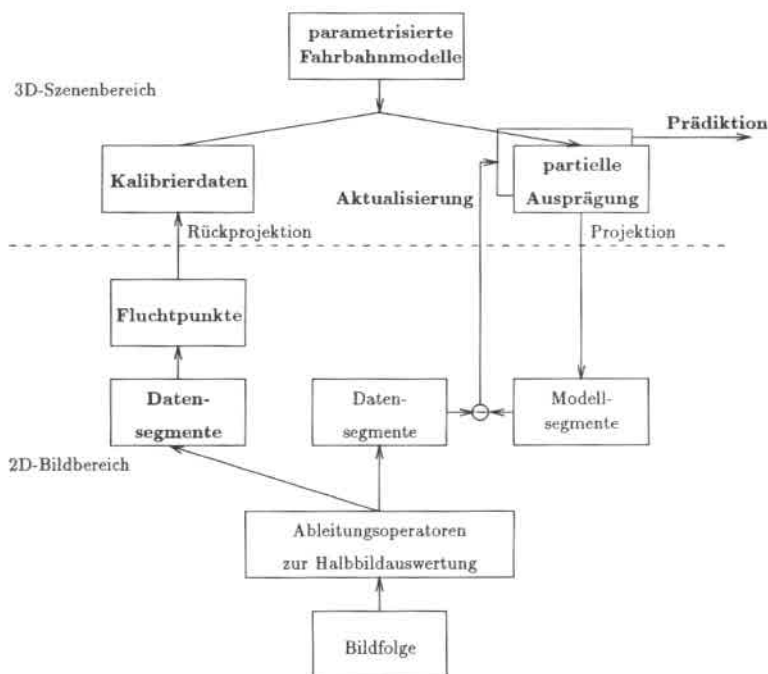 parametrisierte
Fahrbahnmodelle
3D-Szenenbereich
Prädiktion
Kalibrierdaten
Aktualisierung
partielle
Ausprägung
Rückprojektion
Projektion
Fluchtpunkte
Daten-
segmente
Daten-
segmente
Modell-
segmente
2D-Bildbereich
Ableitungsoperatoren
zur Halbbildauswertung
Bildfolge